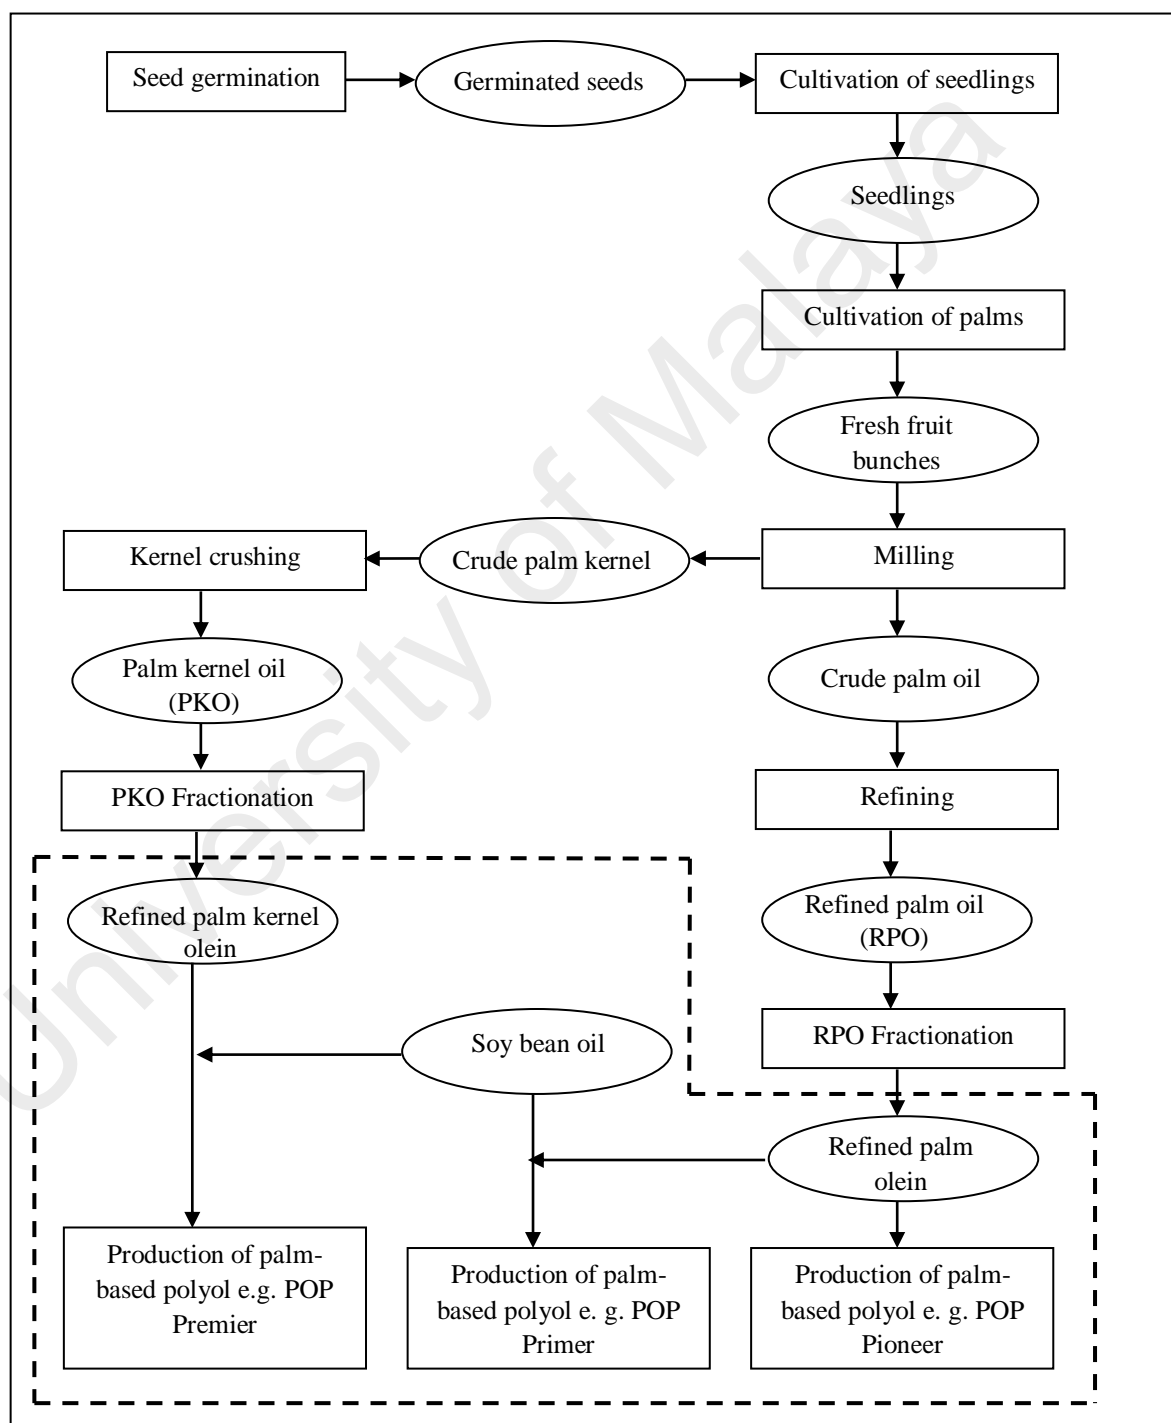 Seed germination
Germinated seeds
Cultivation of seedlings
Seedlings
Cultivation of palms
Fresh fruit
bunches
Kernel crushing
Crude palm kernel
Milling
Palm kernel oil
(PKO)
Crude palm oil
PKO Fractionation
Refining
Refined palm kernel
olein
Refined palm oil
(RPO)
Soy bean oil
RPO Fractionation
Refined palm
olein
Production of palm-
based polyol e.g. POP
Premier
Production of palm-
based polyol e. g. POP
Primer
Production of palm-
based polyol e. g. POP
Pioneer
University of Malaya